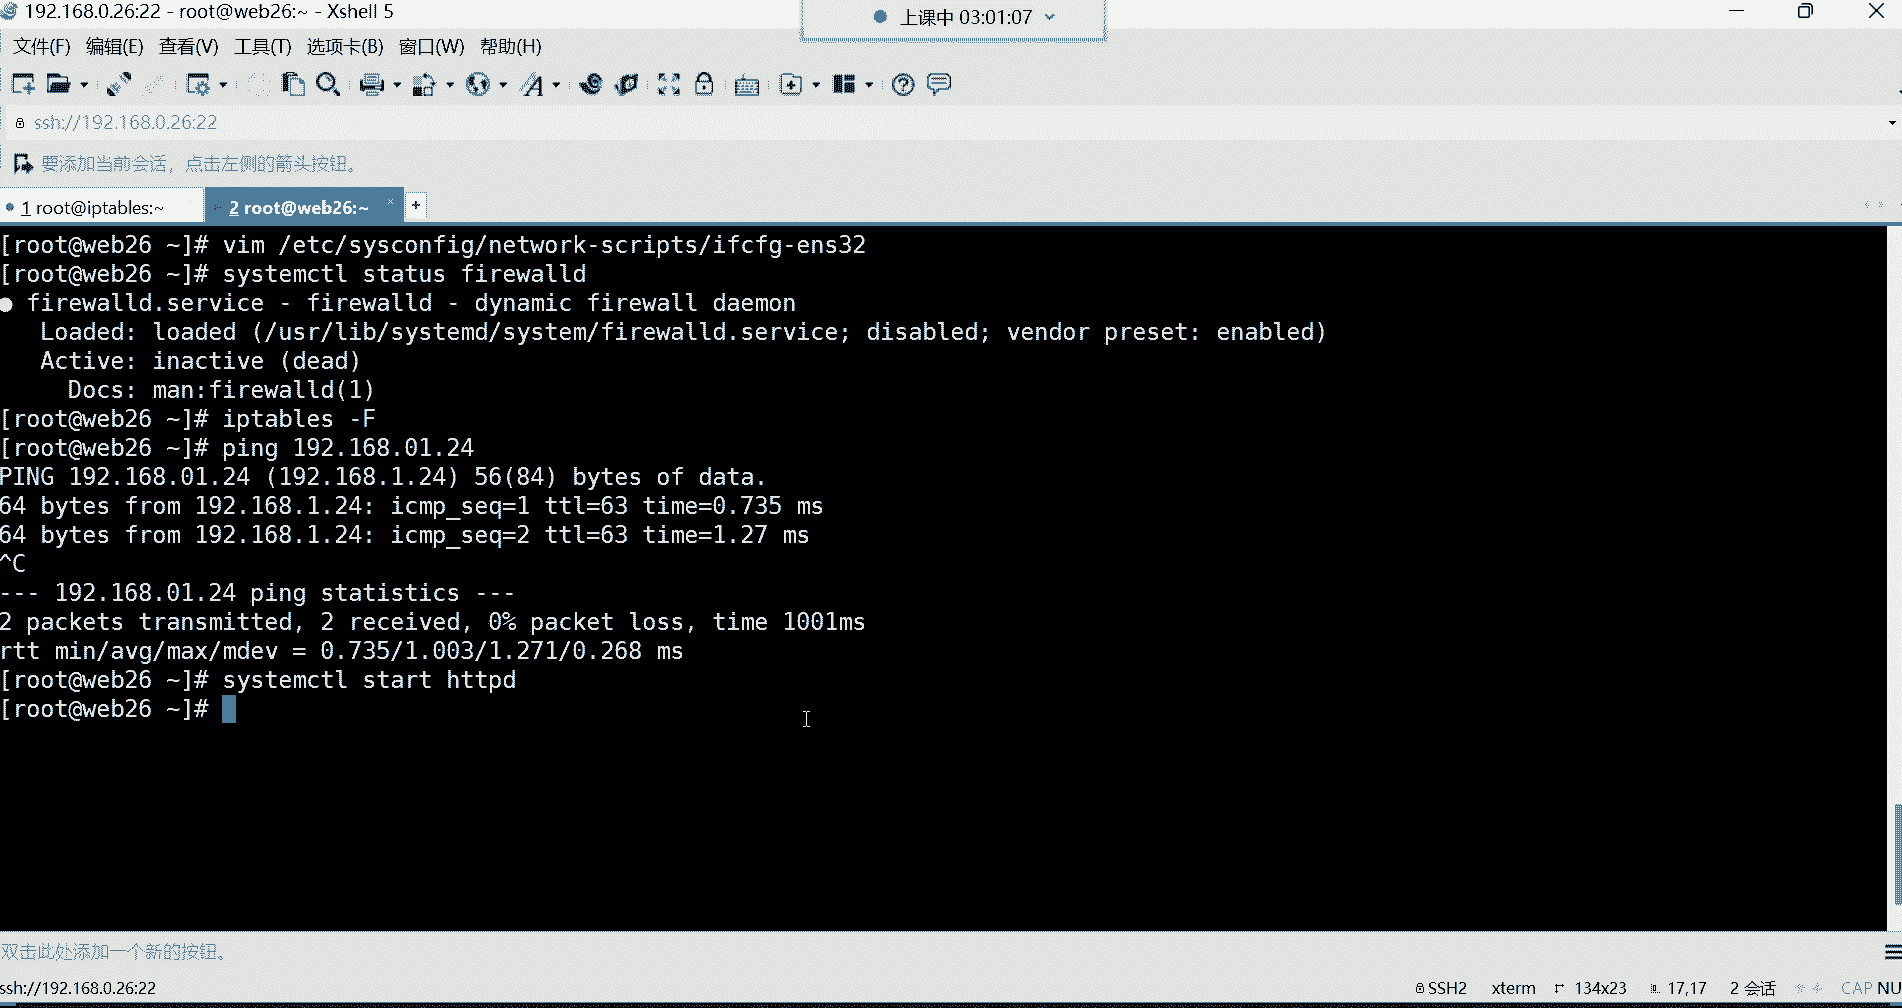 192.168.0.26:22 - root@web26:~ - Xshell 5
上课中 03:01:07
文件(F) 编辑(E) 查看(V) 工具(T) 选项卡(B) 窗口(W) 帮助(H)
ssh://192.168.0.26:22
要添加当前会话，点击左侧的箭头按钮。
1 root@iptables:~ 2 root@web26:~ × +
[root@web26 ~]# vim /etc/sysconfig/network-scripts/ifcfg-ens32
[root@web26 ~]# systemctl status firewalld
● firewalld.service - firewalld - dynamic firewall daemon
Loaded: loaded (/usr/lib/systemd/system/firewalld.service; disabled; vendor preset: enabled)
Active: inactive (dead)
Docs: man:firewalld(1)
[root@web26 ~]# iptables -F
[root@web26 ~]# ping 192.168.01.24
PING 192.168.01.24 (192.168.1.24) 56(84) bytes of data.
64 bytes from 192.168.1.24: icmp_seq=1 ttl=63 time=0.735 ms
64 bytes from 192.168.1.24: icmp_seq=2 ttl=63 time=1.27 ms
^C
--- 192.168.01.24 ping statistics ---
2 packets transmitted, 2 received, 0% packet loss, time 1001ms
rtt min/avg/max/mdev = 0.735/1.003/1.271/0.268 ms
[root@web26 ~]# systemctl start httpd
[root@web26 ~]#
双击此处添加一个新的按钮。
ssh://192.168.0.26:22 SSH2 xterm 134x23 17,17 2 会话 CAP NU